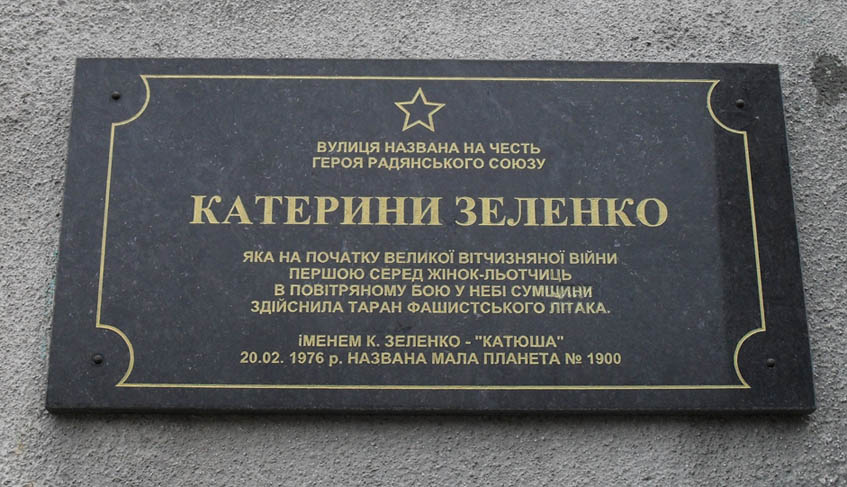 ВУЛИЦЯ НАЗВАНА НА ЧЕСТЬ
ГЕРОЯ РАДЯНСЬКОГО СОЮЗУ
КАТЕРИНИ ЗЕЛЕНКО
ЯКА НА ПОЧАТКУ ВЕЛИКОЇ ВІТЧИЗНЯНОЇ ВІЙНИ
ПЕРШОЮ СЕРЕД ЖІНОК-ЛЬОТЧИЦЬ
В ПОВІТРЯНОМУ БОЮ У НЕБІ СУМЩИНИ
ЗДІЙСНИЛА ТАРАН ФАШИСТСЬКОГО ЛІТАКА.
ІМЕНЕМ К. ЗЕЛЕНКО - "КАТЮША"
20.02. 1976 р. НАЗВАНА МАЛА ПЛАНЕТА № 1900